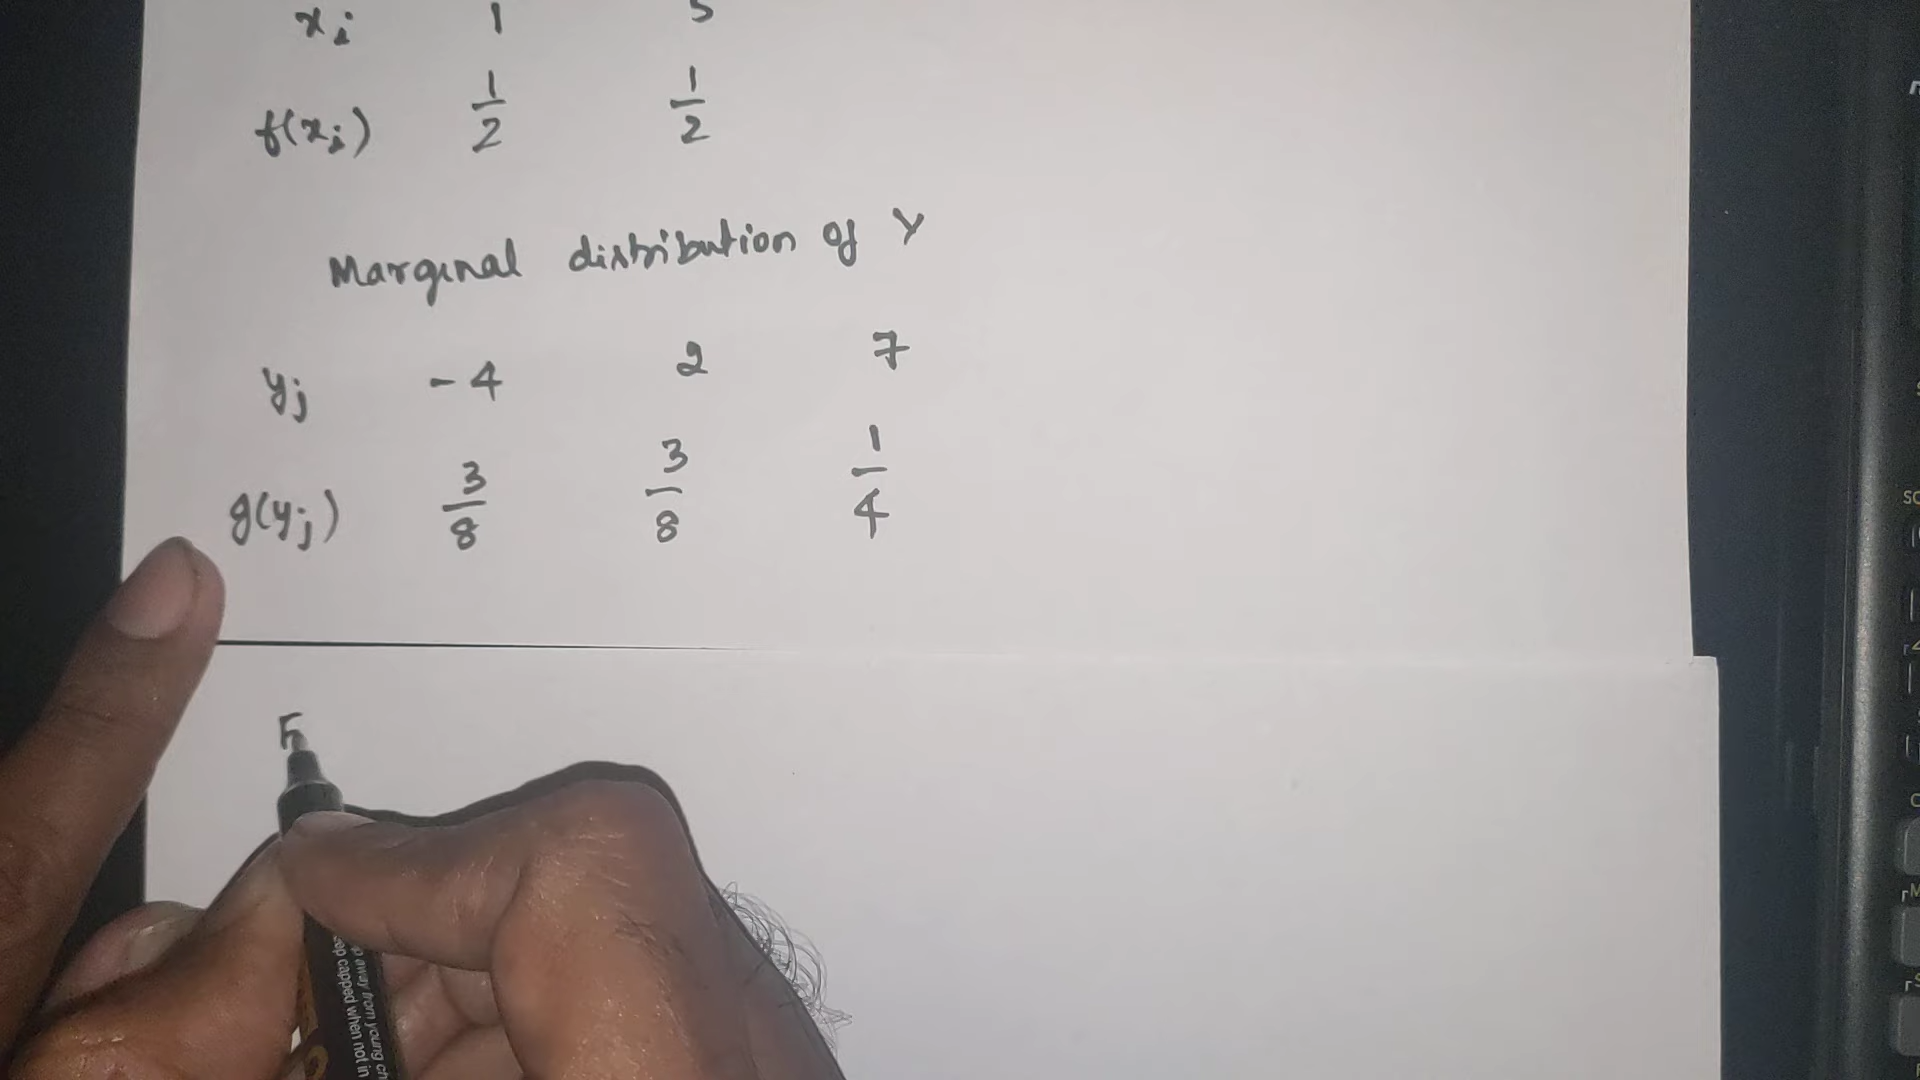 xi 1 5
f(xi) 1/2 1/2
Marginal distribution of Y
yj -4 2 7
g(yj) 3/8 3/8 1/4
E